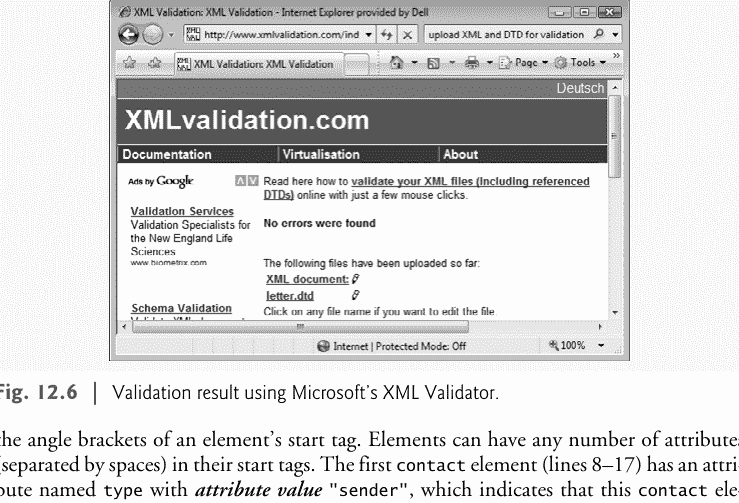 XML Validation: XML Validation - Internet Explorer provided by Dell
http://www.xmlvalidation.com/ind
upload XML and DTD for validation
XML Validation: XML Validation
Page
Tools
Deutsch
XMLvalidation.com
Documentation
Virtualisation
About
Ads by Google
Validation Services
Validation Specialists for
the New England Life
Sciences
www.biometrix.com
Schema Validation
Read here how to validate your XML files (including referenced
DTDs) online with just a few mouse clicks.
No errors were found
The following files have been uploaded so far:
XML document:
letter.dtd
Click on any file name if you want to edit the file.
Internet | Protected Mode: Off
100%
Fig. 12.6 | Validation result using Microsoft's XML Validator.
the angle brackets of an element's start tag. Elements can have any number of attributes
(separated by spaces) in their start tags. The first contact element (lines 8–17) has an attri-
bute named type with attribute value "sender", which indicates that this contact ele-